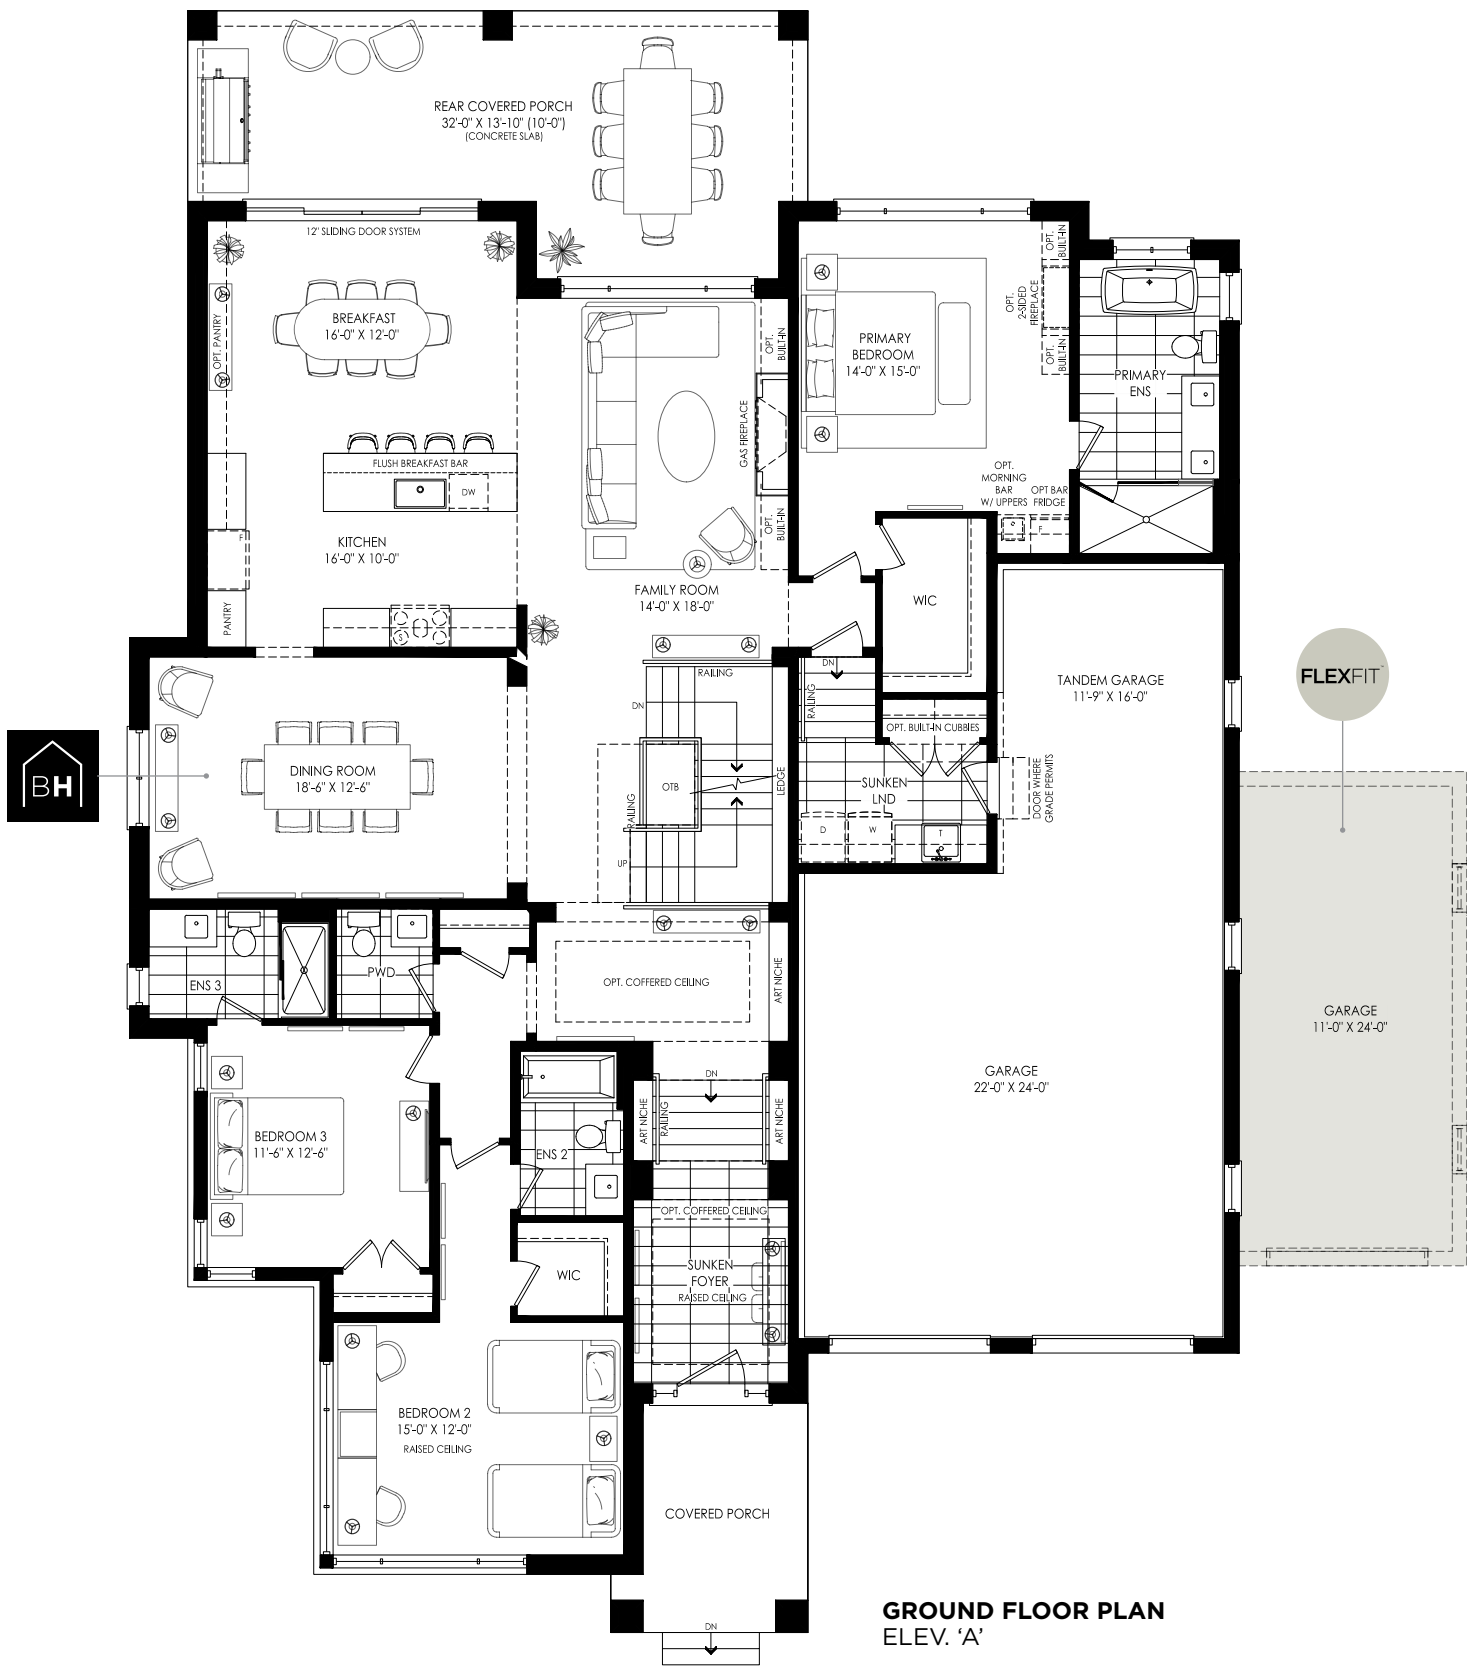 REAR COVERED PORCH
32'-0" X 13'-10" (10'-0")
(CONCRETE SLAB)
12" SLIDING DOOR SYSTEM
BREAKFAST
16'-0" X 12'-0"
OPT. PANTRY
FLUSH BREAKFAST BAR
DW
KITCHEN
16'-0" X 10'-0"
F
PANTRY
S
OPT.
BUILT-IN
GAS FIREPLACE
OPT.
BUILT-IN
FAMILY ROOM
14'-0" X 18'-0"
PRIMARY
BEDROOM
14'-0" X 15'-0"
OPT.
BUILT-IN
OPT.
2-SIDED
FIREPLACE
OPT.
BUILT-IN
PRIMARY
ENS
OPT.
MORNING
BAR
W/ UPPERS
OPT BAR
FRIDGE
F
WIC
TANDEM GARAGE
11'-9" X 16'-0"
FLEXFIT™
BH
DINING ROOM
18'-6" X 12'-6"
RAILING
DN
OTB
RAILING
LEDGE
UP
DN
RAILING
OPT. BUILT-IN CUBBIES
SUNKEN
LND
DOOR WHERE
GRADE PERMITS
D
W
T
ENS 3
PWD
OPT. COFFERED CEILING
ART NICHE
GARAGE
22'-0" X 24'-0"
GARAGE
11'-0" X 24'-0"
DN
ART NICHE
RAILING
ART NICHE
BEDROOM 3
11'-6" X 12'-6"
ENS 2
OPT. COFFERED CEILING
SUNKEN
FOYER
RAISED CEILING
WIC
BEDROOM 2
15'-0" X 12'-0"
RAISED CEILING
COVERED PORCH
DN
GROUND FLOOR PLAN
ELEV. ‘A’